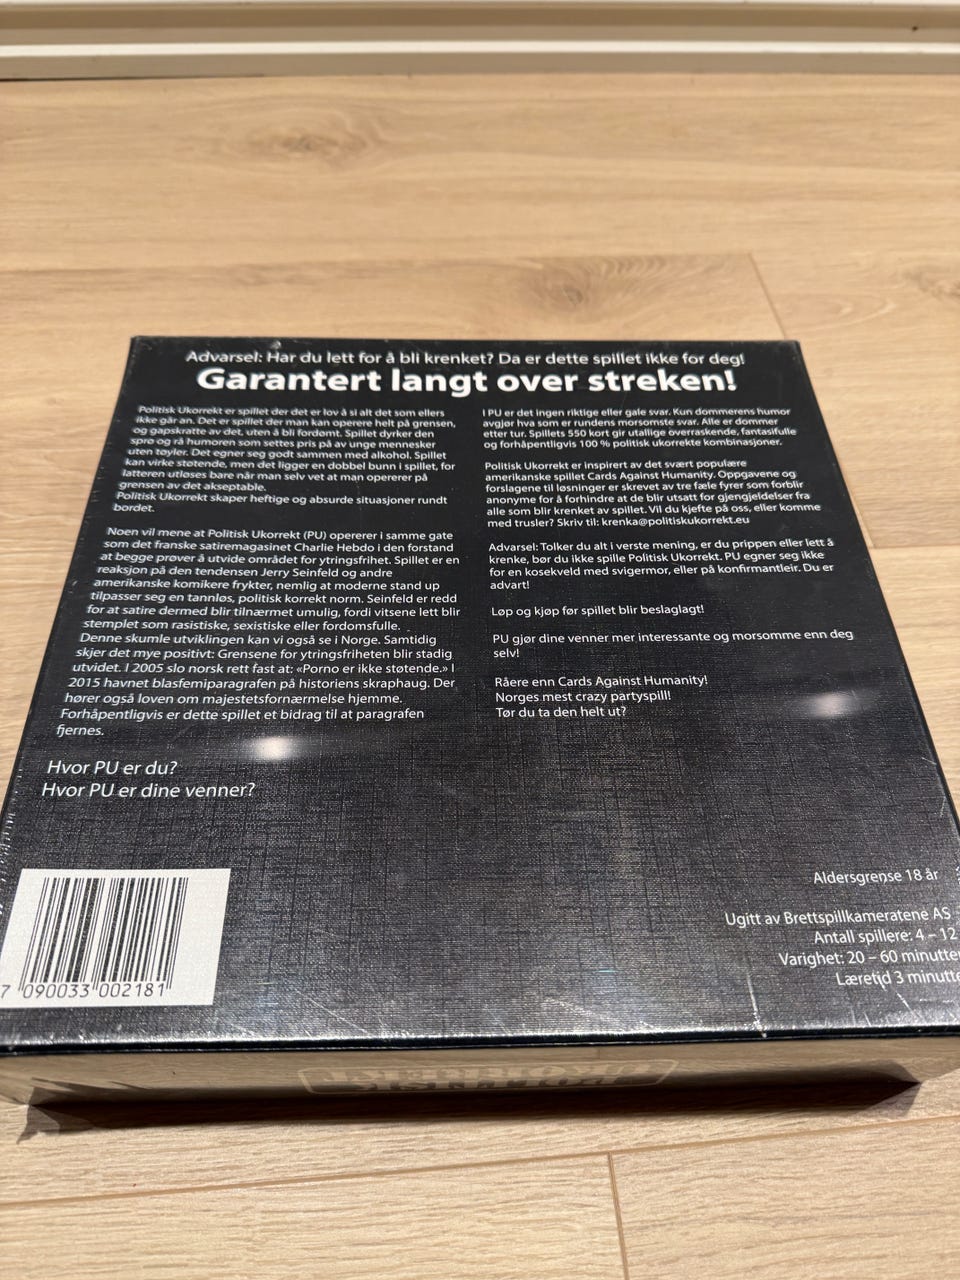 Advarsel: Har du lett for å bli krenket? Da er dette spillet ikke for deg!
Garantert langt over streken!
Politisk Ukorrekt er spillet der det er lov å si alt det som ellers
ikke går an. Det er spillet der man kan operere helt på grensen,
og gapskratte av det, uten å bli fordømt. Spillet dyrker den
sprø og rå humoren som settes pris på av unge mennesker
uten tøyler. Det egner seg godt sammen med alkohol. Spillet
kan virke støtende, men det ligger en dobbel bunn i spillet, for
latteren utløses bare når man selv vet at man opererer på
grensen av det akseptable.
Politisk Ukorrekt skaper heftige og absurde situasjoner rundt
bordet.
Noen vil mene at Politisk Ukorrekt (PU) opererer i samme gate
som det franske satiremagasinet Charlie Hebdo i den forstand
at begge prøver å utvide området for ytringsfrihet. Spillet er en
reaksjon på den tendensen Jerry Seinfeld og andre
amerikanske komikere frykter, nemlig at moderne stand up
tilpasser seg en tannløs, politisk korrekt norm. Seinfeld er redd
for at satire dermed blir tilnærmet umulig, fordi vitsene lett blir
stemplet som rasistiske, sexistiske eller fordomsfulle.
Denne skumle utviklingen kan vi også se i Norge. Samtidig
skjer det mye positivt: Grensene for ytringsfriheten blir stadig
utvidet. I 2005 slo norsk rett fast at: «Porno er ikke støtende.» I
2015 havnet blasfemiparagrafen på historiens skraphaug. Der
hører også loven om majestetsfornærmelse hjemme.
Forhåpentligvis er dette spillet et bidrag til at paragrafen
fjernes.
Hvor PU er du?
Hvor PU er dine venner?
I PU er det ingen riktige eller gale svar. Kun dommerens humor
avgjør hva som er rundens morsomste svar. Alle er dommer
etter tur. Spillets 550 kort gir utallige overraskende, fantasifulle
og forhåpentligvis 100 % politisk ukorrekte kombinasjoner.
Politisk Ukorrekt er inspirert av det svært populære
amerikanske spillet Cards Against Humanity. Oppgavene og
forslagene til løsninger er skrevet av tre fæle fyrer som forblir
anonyme for å forhindre at de blir utsatt for gjengjeldelser fra
alle som blir krenket av spillet. Vil du kjefte på oss, eller komme
med trusler? Skriv til: krenka@politiskukorrekt.eu
Advarsel: Tolker du alt i verste mening, er du prippen eller lett å
krenke, bør du ikke spille Politisk Ukorrekt. PU egner seg ikke
for en kosekveld med svigermor, eller på konfirmantleir. Du er
advart!
Løp og kjøp før spillet blir beslaglagt!
PU gjør dine venner mer interessante og morsomme enn deg
selv!
Råere enn Cards Against Humanity!
Norges mest crazy partyspill!
Tør du ta den helt ut?
Aldersgrense 18 år
Ugitt av Brettspillkameratene AS
Antall spillere: 4 – 12
Varighet: 20 – 60 minutter
Læretid 3 minutte
7 090033 002181